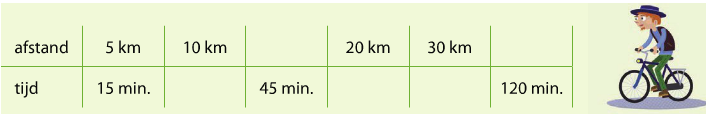 afstand 5 km 10 km 20 km 30 km
tijd 15 min. 45 min. 120 min.